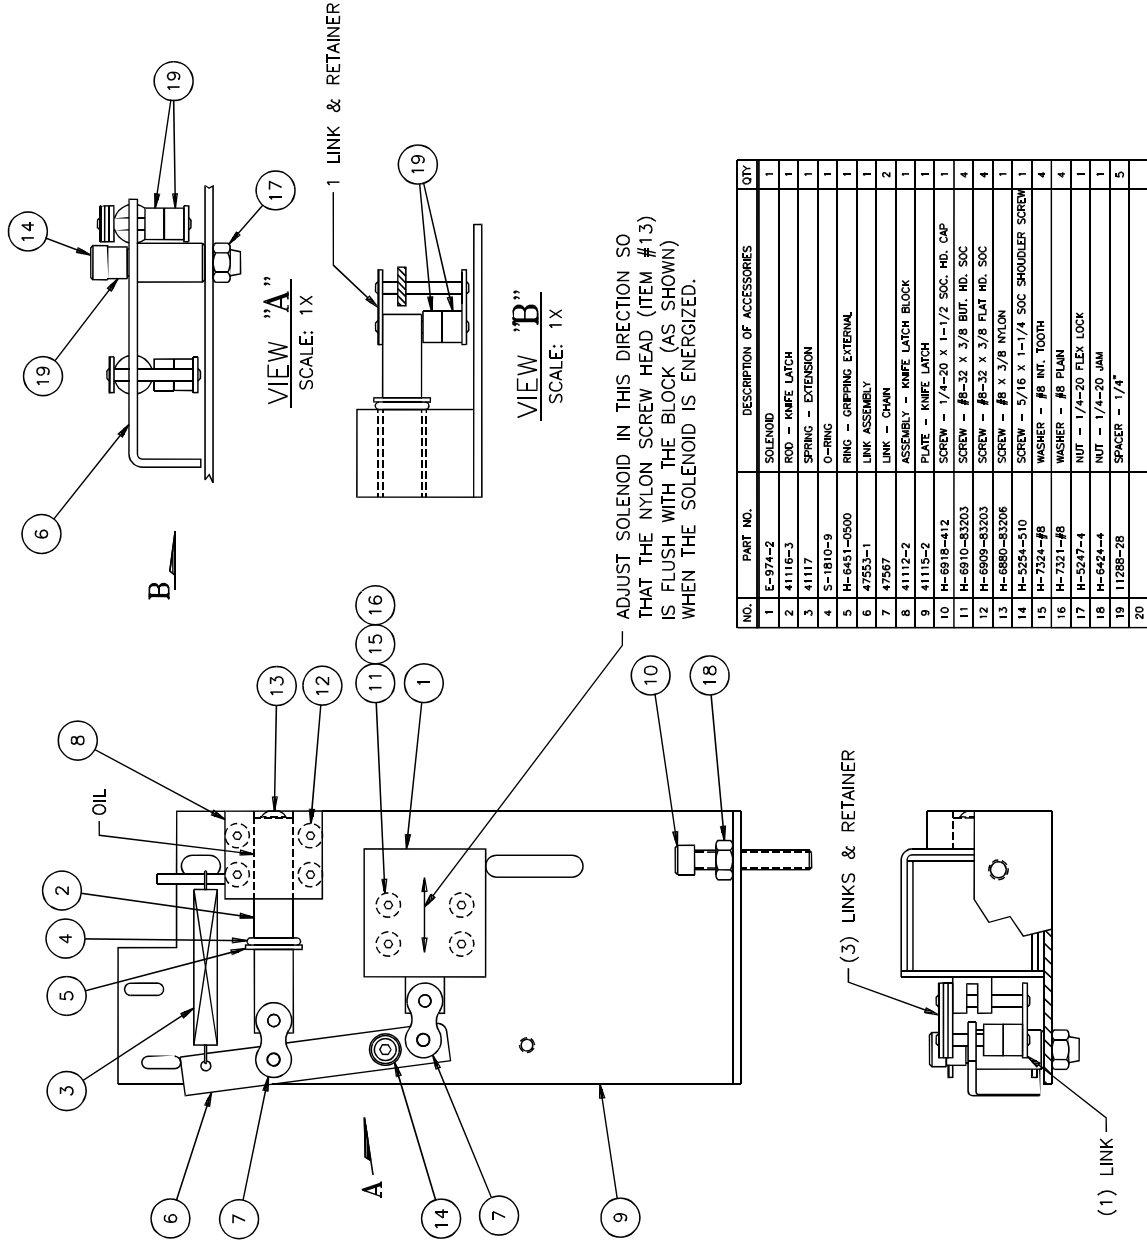 14
19
19
6
17
VIEW "A"
SCALE: 1X
1 LINK & RETAINER
B
19
VIEW "B"
SCALE: 1X
8
OIL
2
4
5
3
13
12
16
15
11
1
ADJUST SOLENOID IN THIS DIRECTION SO
THAT THE NYLON SCREW HEAD (ITEM #13)
IS FLUSH WITH THE BLOCK (AS SHOWN)
WHEN THE SOLENOID IS ENERGIZED.
10
18
6
7
A
14
7
9
(3) LINKS & RETAINER
(1) LINK
NO. PART NO. DESCRIPTION OF ACCESSORIES QTY
1 E-974-2 SOLENOID 1
2 41116-3 ROD - KNIFE LATCH 1
3 41117 SPRING - EXTENSION 1
4 S-1810-9 O-RING 1
5 H-6451-0500 RING - GRIPPING EXTERNAL 1
6 47553-1 LINK ASSEMBLY 1
7 47567 LINK - CHAIN 2
8 41112-2 ASSEMBLY - KNIFE LATCH BLOCK 1
9 41115-2 PLATE - KNIFE LATCH 1
10 H-6918-412 SCREW - 1/4-20 X 1-1/2 SOC. HD. CAP 1
11 H-6910-83203 SCREW - #8-32 X 3/8 BUT. HD. SOC 4
12 H-6909-83203 SCREW - #8-32 X 3/8 FLAT HD. SOC 4
13 H-6880-83206 SCREW - #8 X 3/8 NYLON 1
14 H-5254-510 SCREW - 5/16 X 1-1/4 SOC SHOUDLER SCREW 1
15 H-7324-#8 WASHER - #8 INT. TOOTH 4
16 H-7321-#8 WASHER - #8 PLAIN 4
17 H-5247-4 NUT - 1/4-20 FLEX LOCK 1
18 H-6424-4 NUT - 1/4-20 JAM 1
19 11288-28 SPACER - 1/4" 5
20